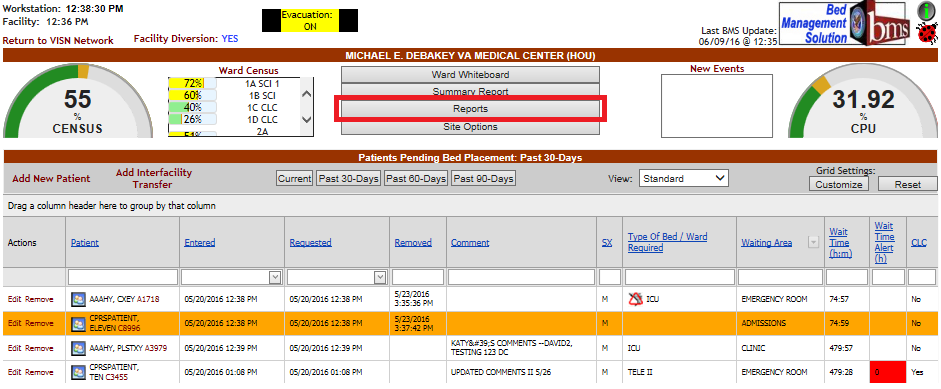 Workstation: 12:38:30 PM
Facility: 12:36 PM
Return to VISN Network
Facility Diversion: YES
Evacuation:
ON
Last BMS Update:
06/09/16 @ 12:35
Bed
Management
Solution
bms
MICHAEL E. DEBAKEY VA MEDICAL CENTER (HOU)
55
%
CENSUS
Ward Census
72% 1A SCI 1
60% 1B SCI
40% 1C CLC
26% 1D CLC
51% 2A
Ward Whiteboard
Summary Report
Reports
Site Options
New Events
31.92
%
CPU
Patients Pending Bed Placement: Past 30-Days
Add New Patient
Add Interfacility
Transfer
Current Past 30-Days Past 60-Days Past 90-Days
View: Standard
Grid Settings:
Customize Reset
Drag a column header here to group by that column
Actions Patient Entered Requested Removed Comment SX Type Of Bed / Ward Required Waiting Area Wait Time (h:m) Wait Time Alert (h) CLC
Edit Remove AAAHY, CXEY A1718 05/20/2016 12:38 PM 05/20/2016 12:38 PM 5/23/2016 3:35:36 PM M ICU EMERGENCY ROOM 74:57 No
Edit Remove CPRSPATIENT, ELEVEN C8996 05/20/2016 12:38 PM 05/20/2016 12:38 PM 5/23/2016 3:37:42 PM M ADMISSIONS 74:59 No
Edit Remove AAAHY, PLSTXY A3979 05/20/2016 12:39 PM 05/20/2016 12:39 PM KATY&#39;S COMMENTS --DAVID2, TESTING 123 DC M ICU CLINIC 479:57 No
Edit Remove CPRSPATIENT, TEN C3455 05/20/2016 01:08 PM 05/20/2016 01:08 PM UPDATED COMMENTS II 5/26 M TELE II EMERGENCY ROOM 479:28 0 Yes